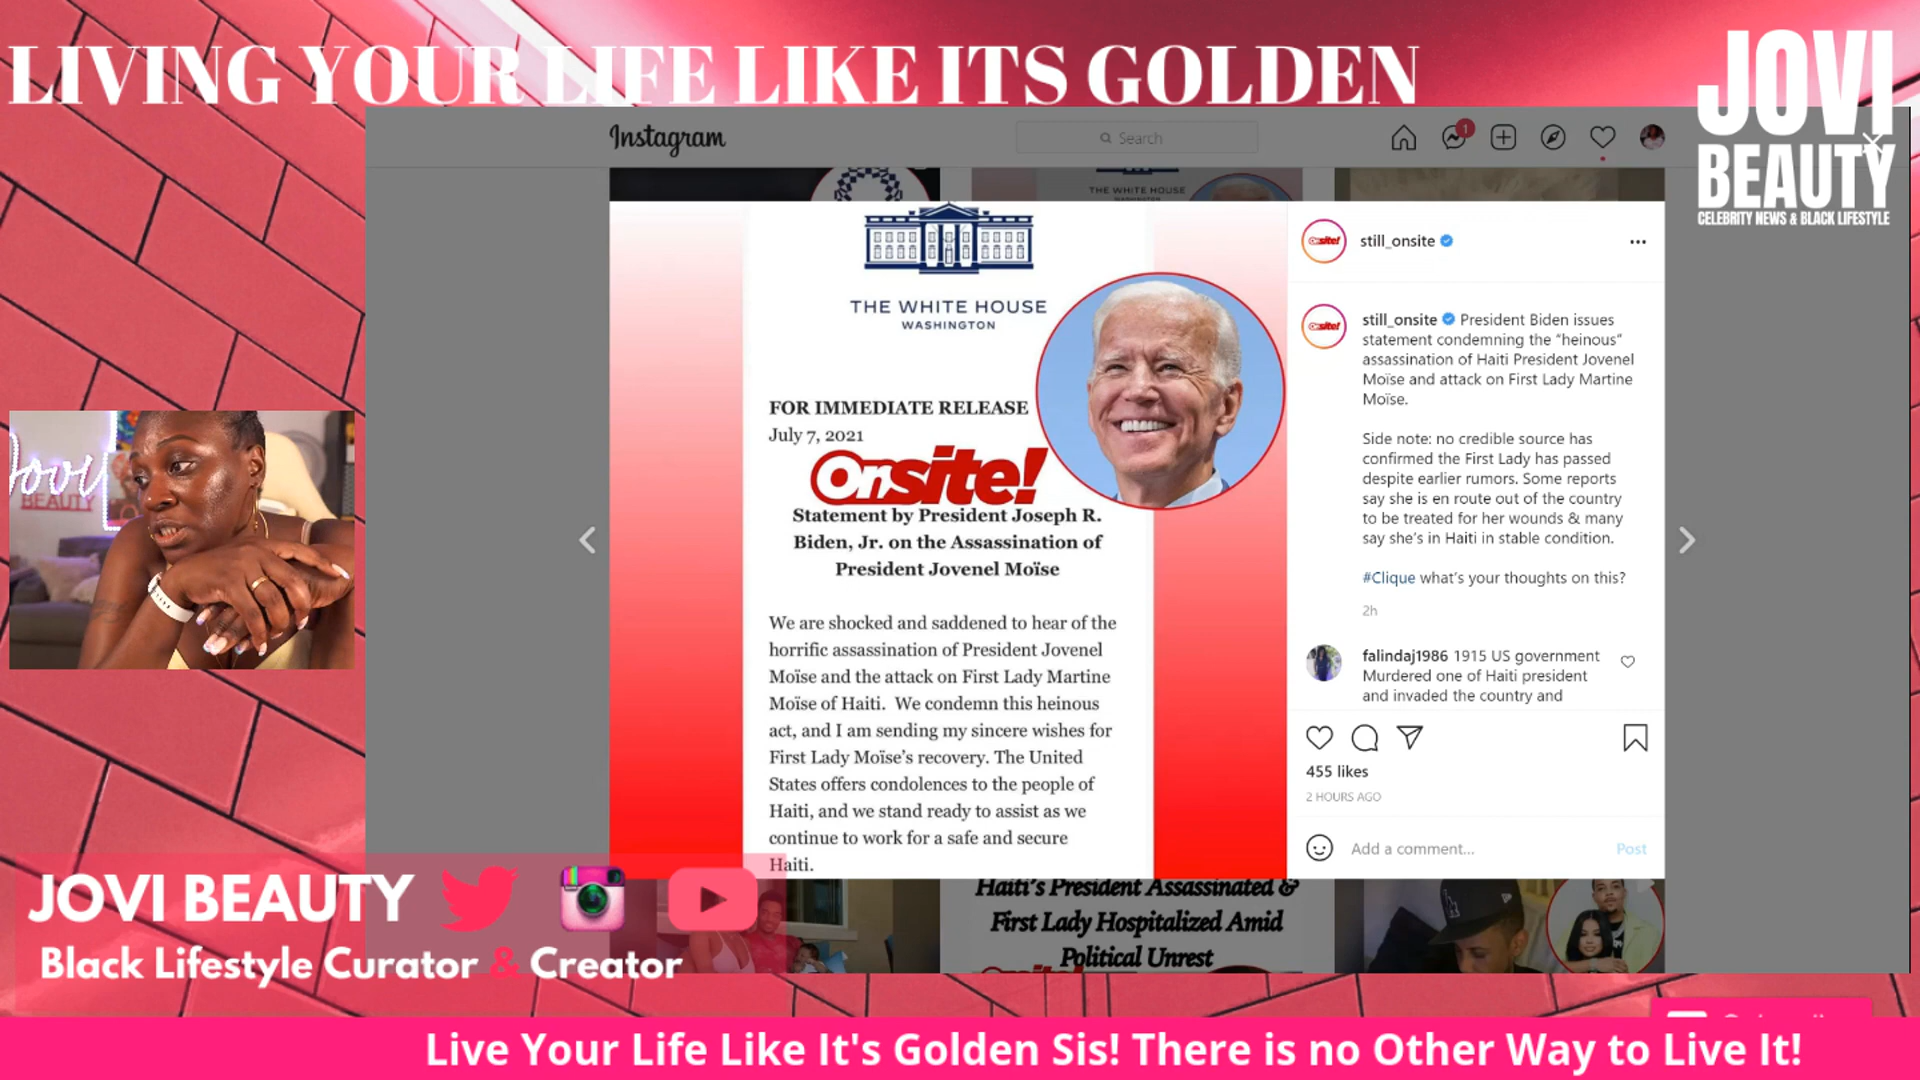 LIVING YOUR LIFE LIKE ITS GOLDEN
JOVI
BEAUTY
CELEBRITY NEWS & BLACK LIFESTYLE
Instagram
Search
1
THE WHITE HOUSE
THE WHITE HOUSE
WASHINGTON
FOR IMMEDIATE RELEASE
July 7, 2021
Onsite!
Statement by President Joseph R.
Biden, Jr. on the Assassination of
President Jovenel Moïse
We are shocked and saddened to hear of the
horrific assassination of President Jovenel
Moïse and the attack on First Lady Martine
Moïse of Haiti. We condemn this heinous
act, and I am sending my sincere wishes for
First Lady Moïse's recovery. The United
States offers condolences to the people of
Haiti, and we stand ready to assist as we
continue to work for a safe and secure
Haiti.
Onsite!
still_onsite
...
Onsite!
still_onsite President Biden issues
statement condemning the “heinous”
assassination of Haiti President Jovenel
Moïse and attack on First Lady Martine
Moïse.
Side note: no credible source has
confirmed the First Lady has passed
despite earlier rumors. Some reports
say she is en route out of the country
to be treated for her wounds & many
say she's in Haiti in stable condition.
#Clique what's your thoughts on this?
2h
falindaj1986 1915 US government
Murdered one of Haiti president
and invaded the country and
455 likes
2 HOURS AGO
Add a comment...
Post
Haiti's President Assassinated &
First Lady Hospitalized Amid
Political Unrest
Jovi
BEAUTY
JOVI BEAUTY
Black Lifestyle Curator & Creator
Live Your Life Like It's Golden Sis! There is no Other Way to Live It!